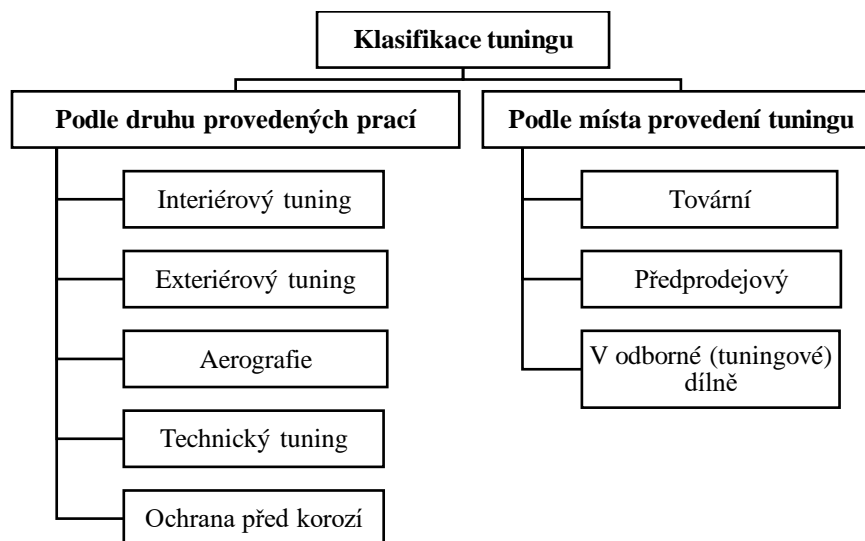 Klasifikace tuningu
Podle druhu provedených prací
Interiérový tuning
Exteriérový tuning
Aerografie
Technický tuning
Ochrana před korozí
Podle místa provedení tuningu
Tovární
Předprodejový
V odborné (tuningové)
dílně